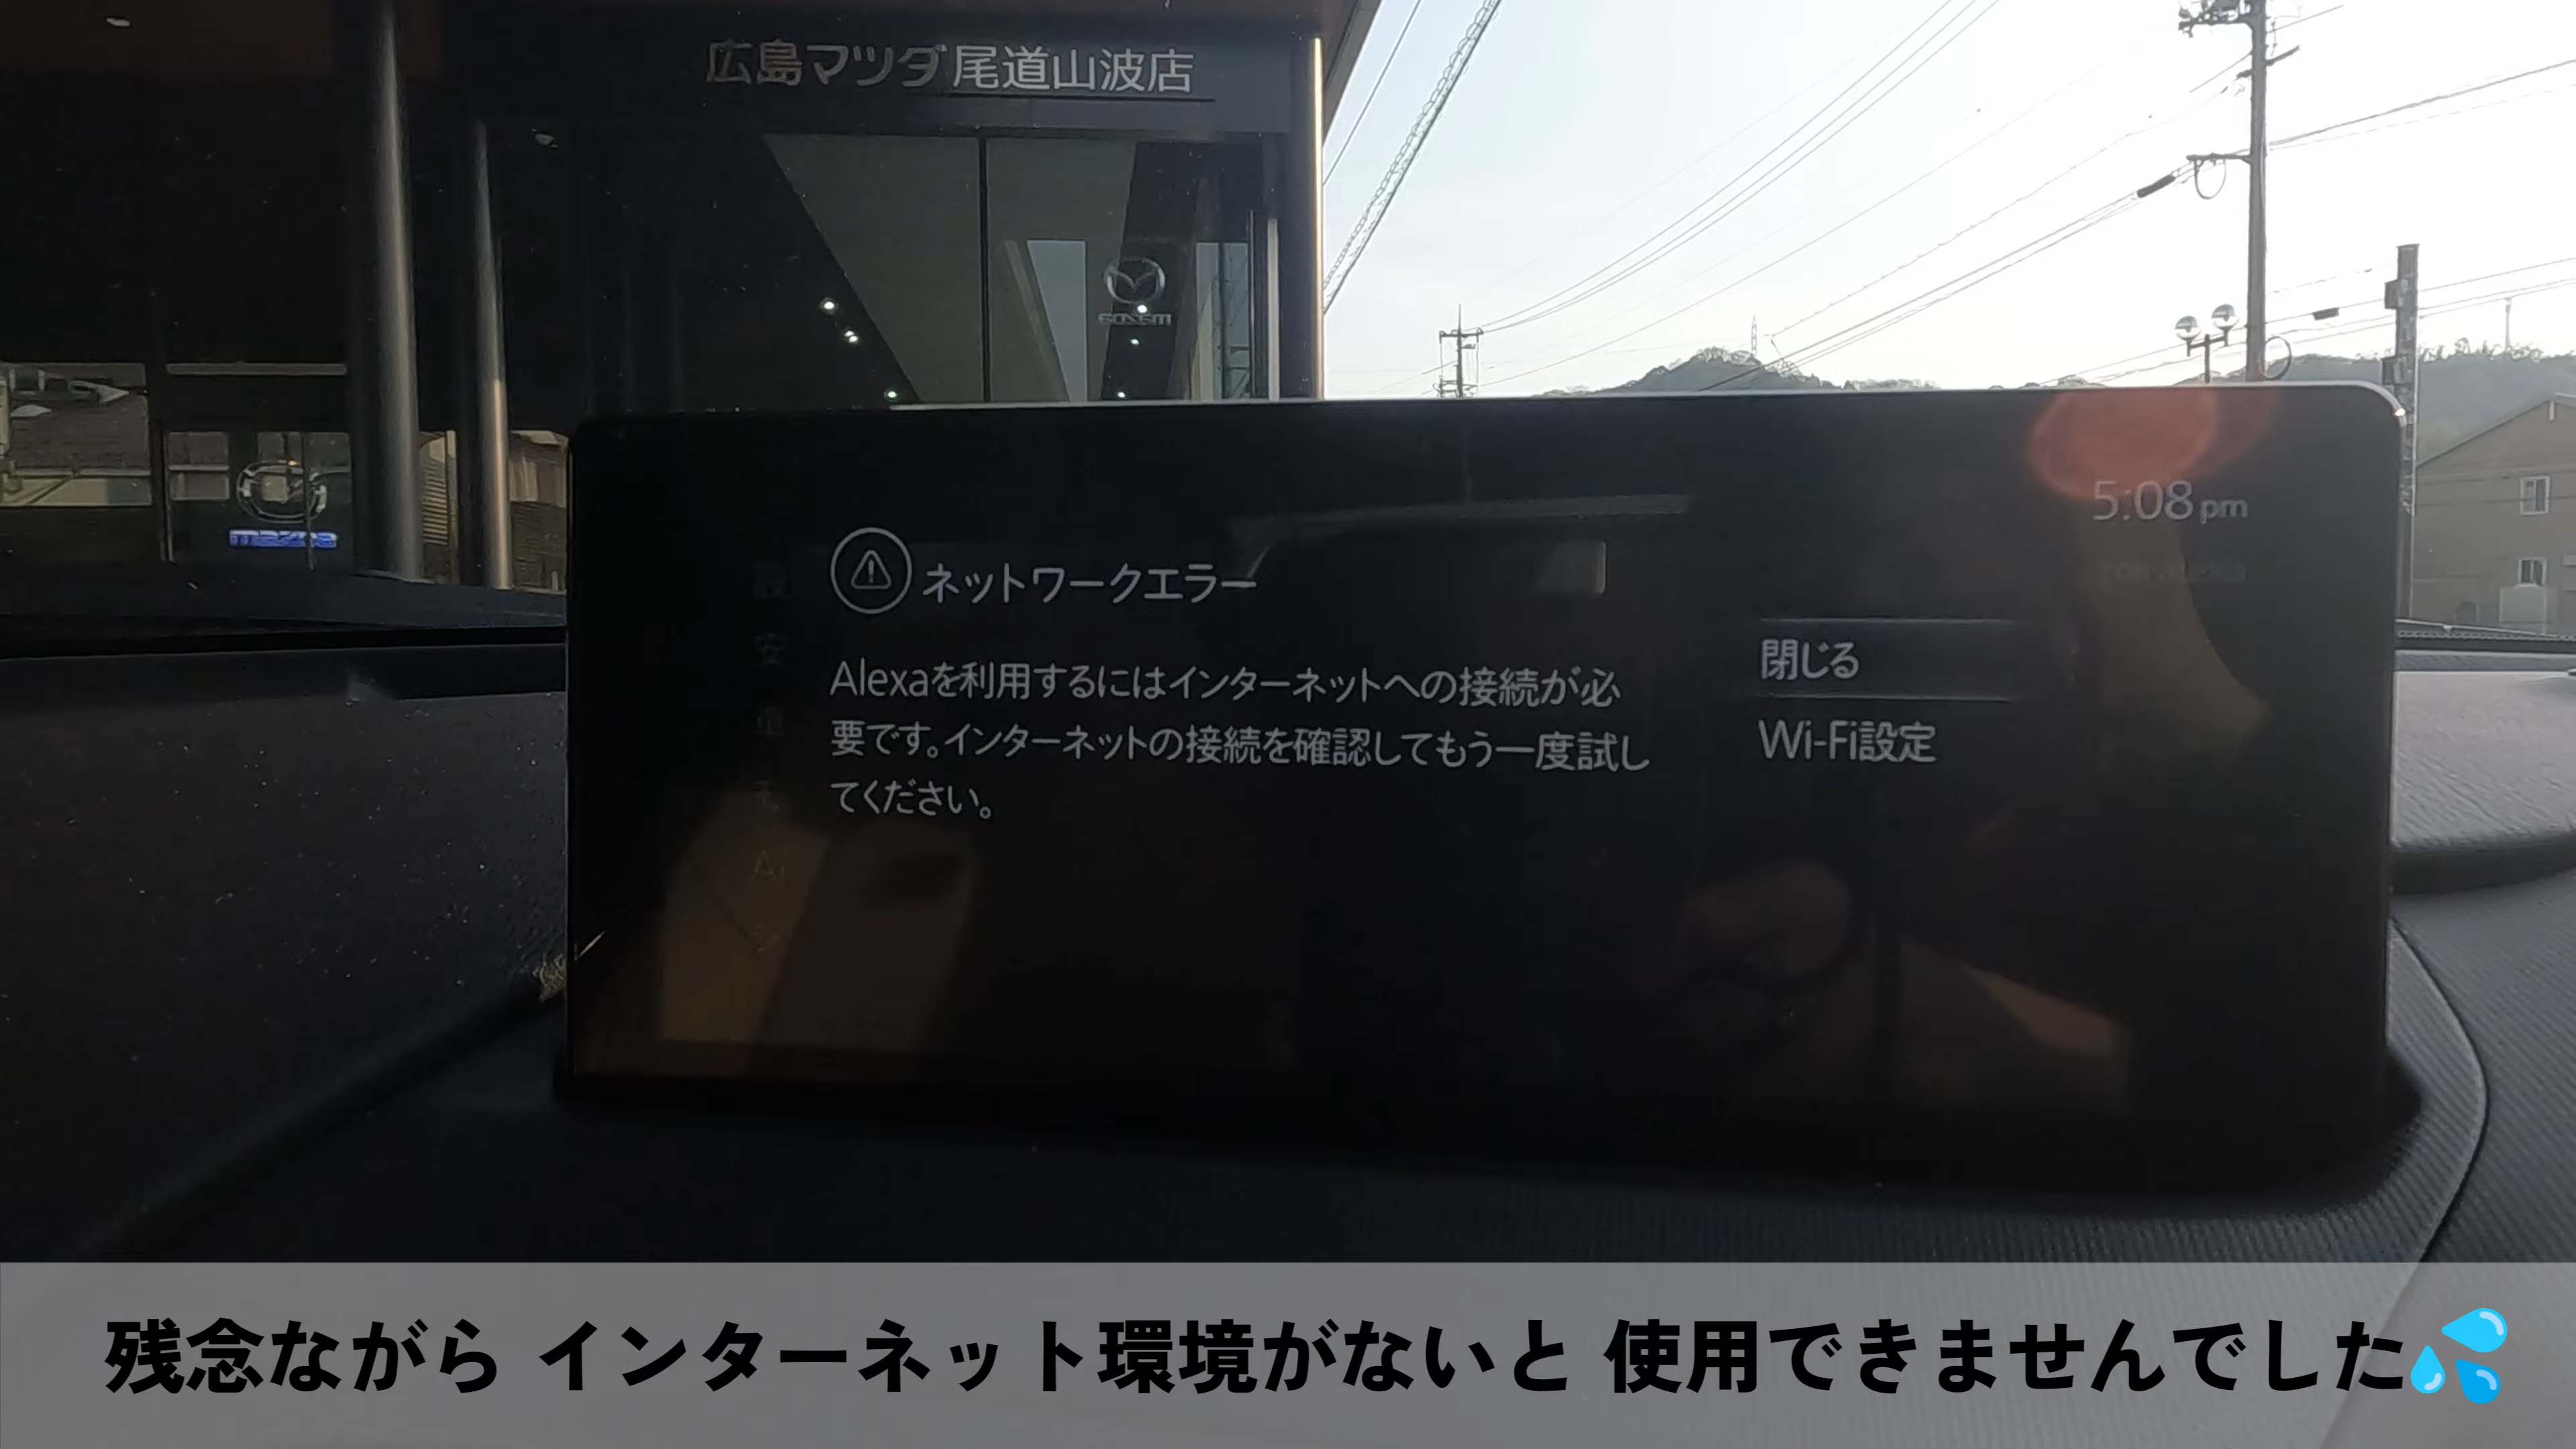 広島マツダ 尾道山波店
mazda
mazda
5:08 pm
ネットワークエラー
Alexaを利用するにはインターネットへの接続が必
要です。インターネットの接続を確認してもう一度試し
てください。
閉じる
Wi-Fi設定
残念ながら インターネット環境がないと 使用できませんでした💦